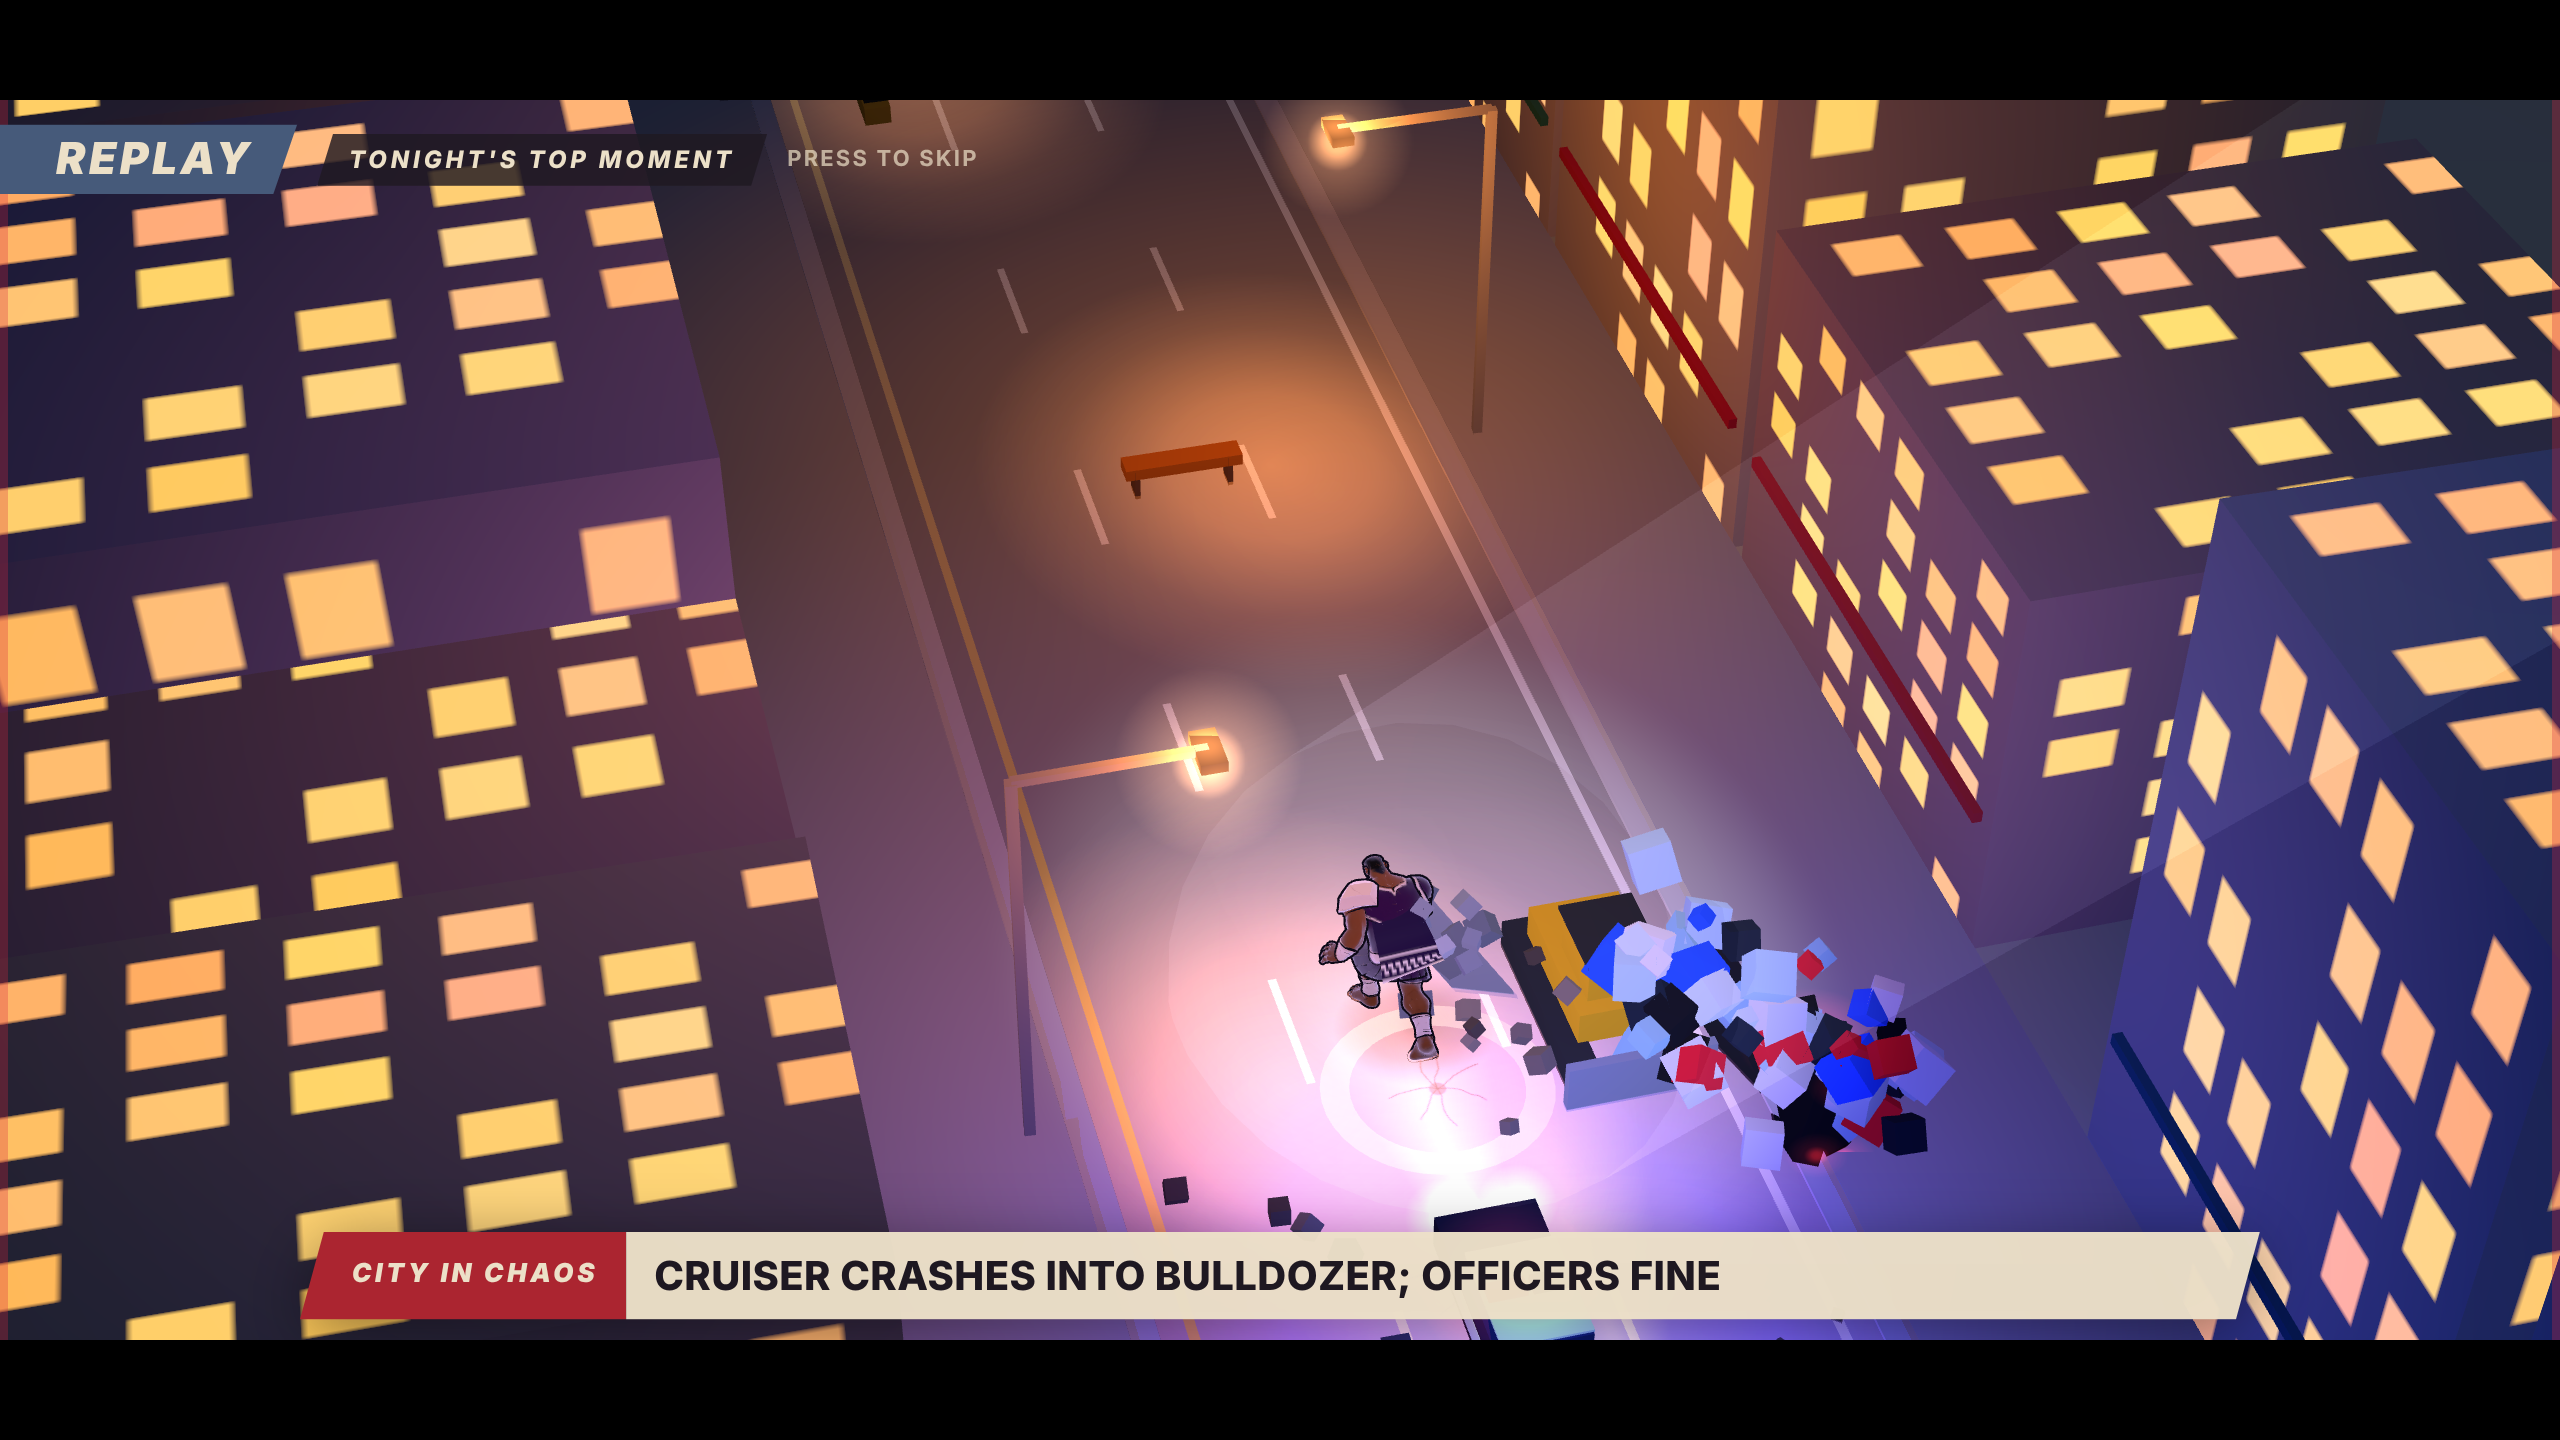 REPLAY
TONIGHT'S TOP MOMENT
PRESS TO SKIP
CITY IN CHAOS
CRUISER CRASHES INTO BULLDOZER; OFFICERS FINE